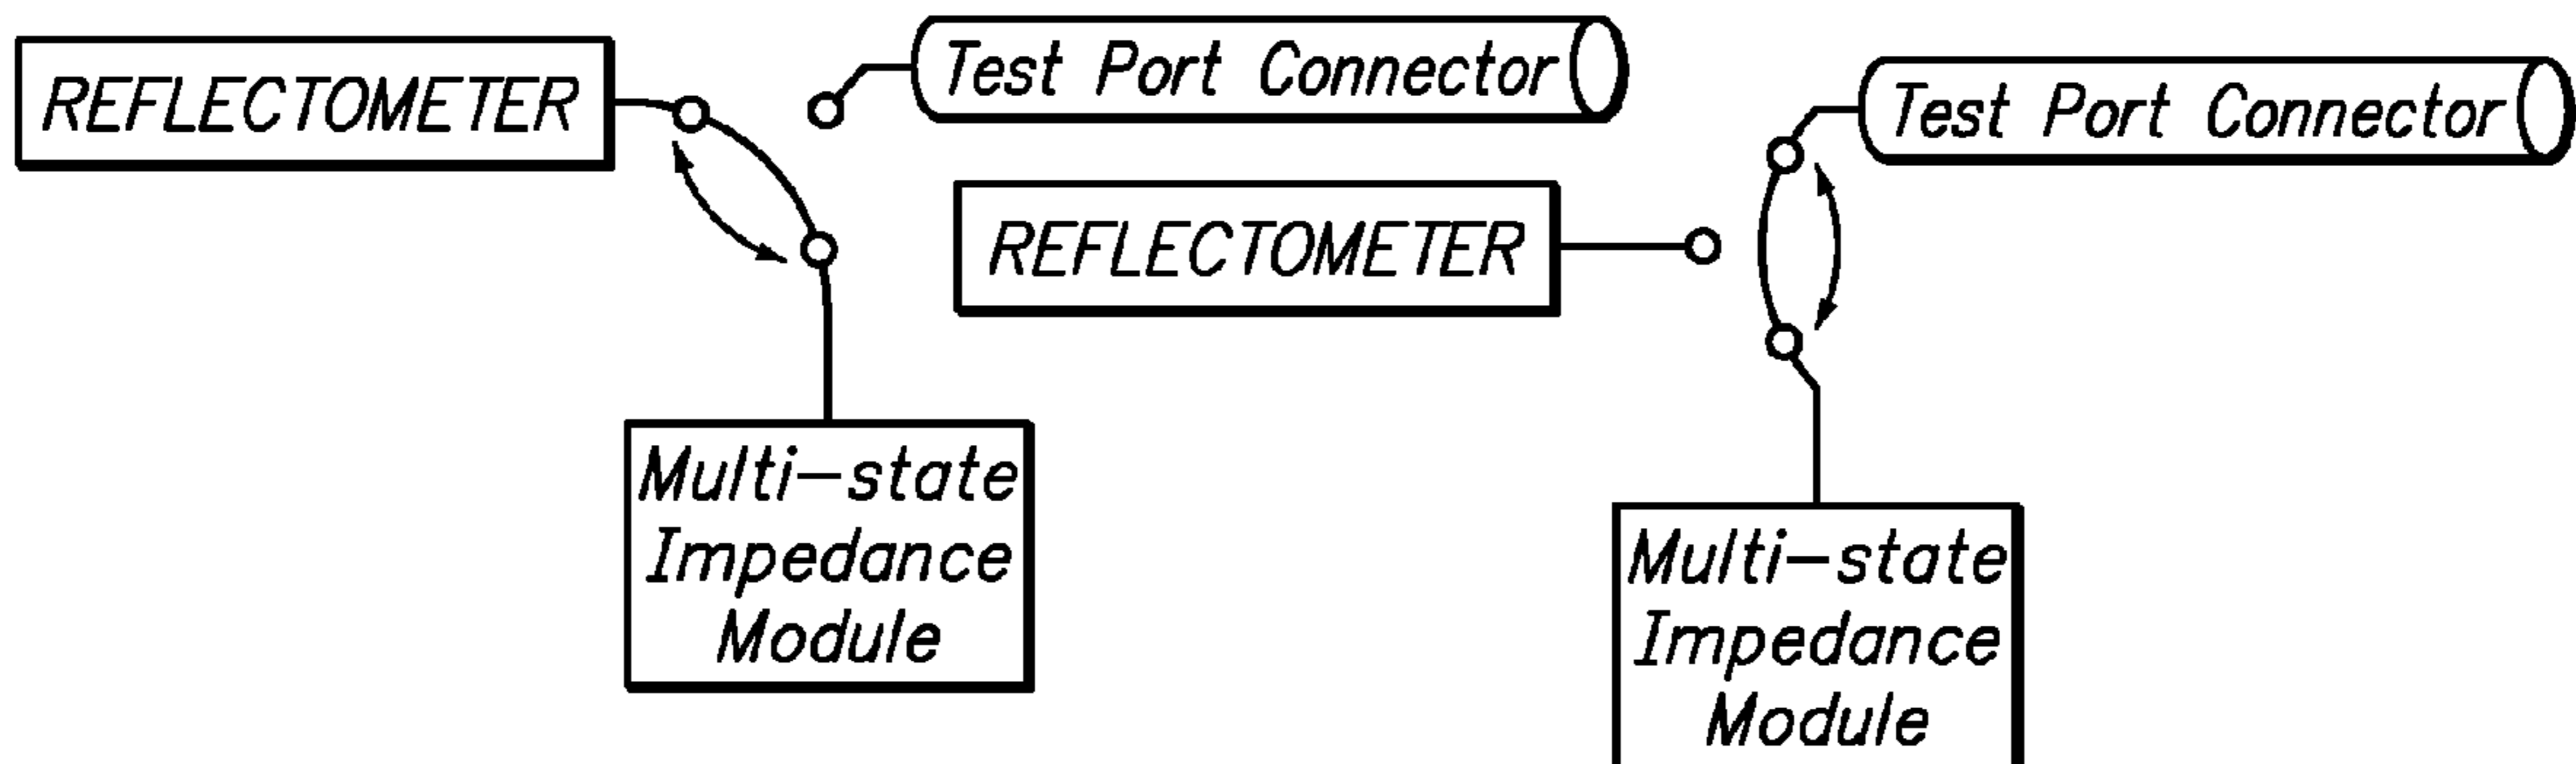 REFLECTOMETER
Test Port Connector
Multi-state
Impedance
Module
Test Port Connector
REFLECTOMETER
Multi-state
Impedance
Module